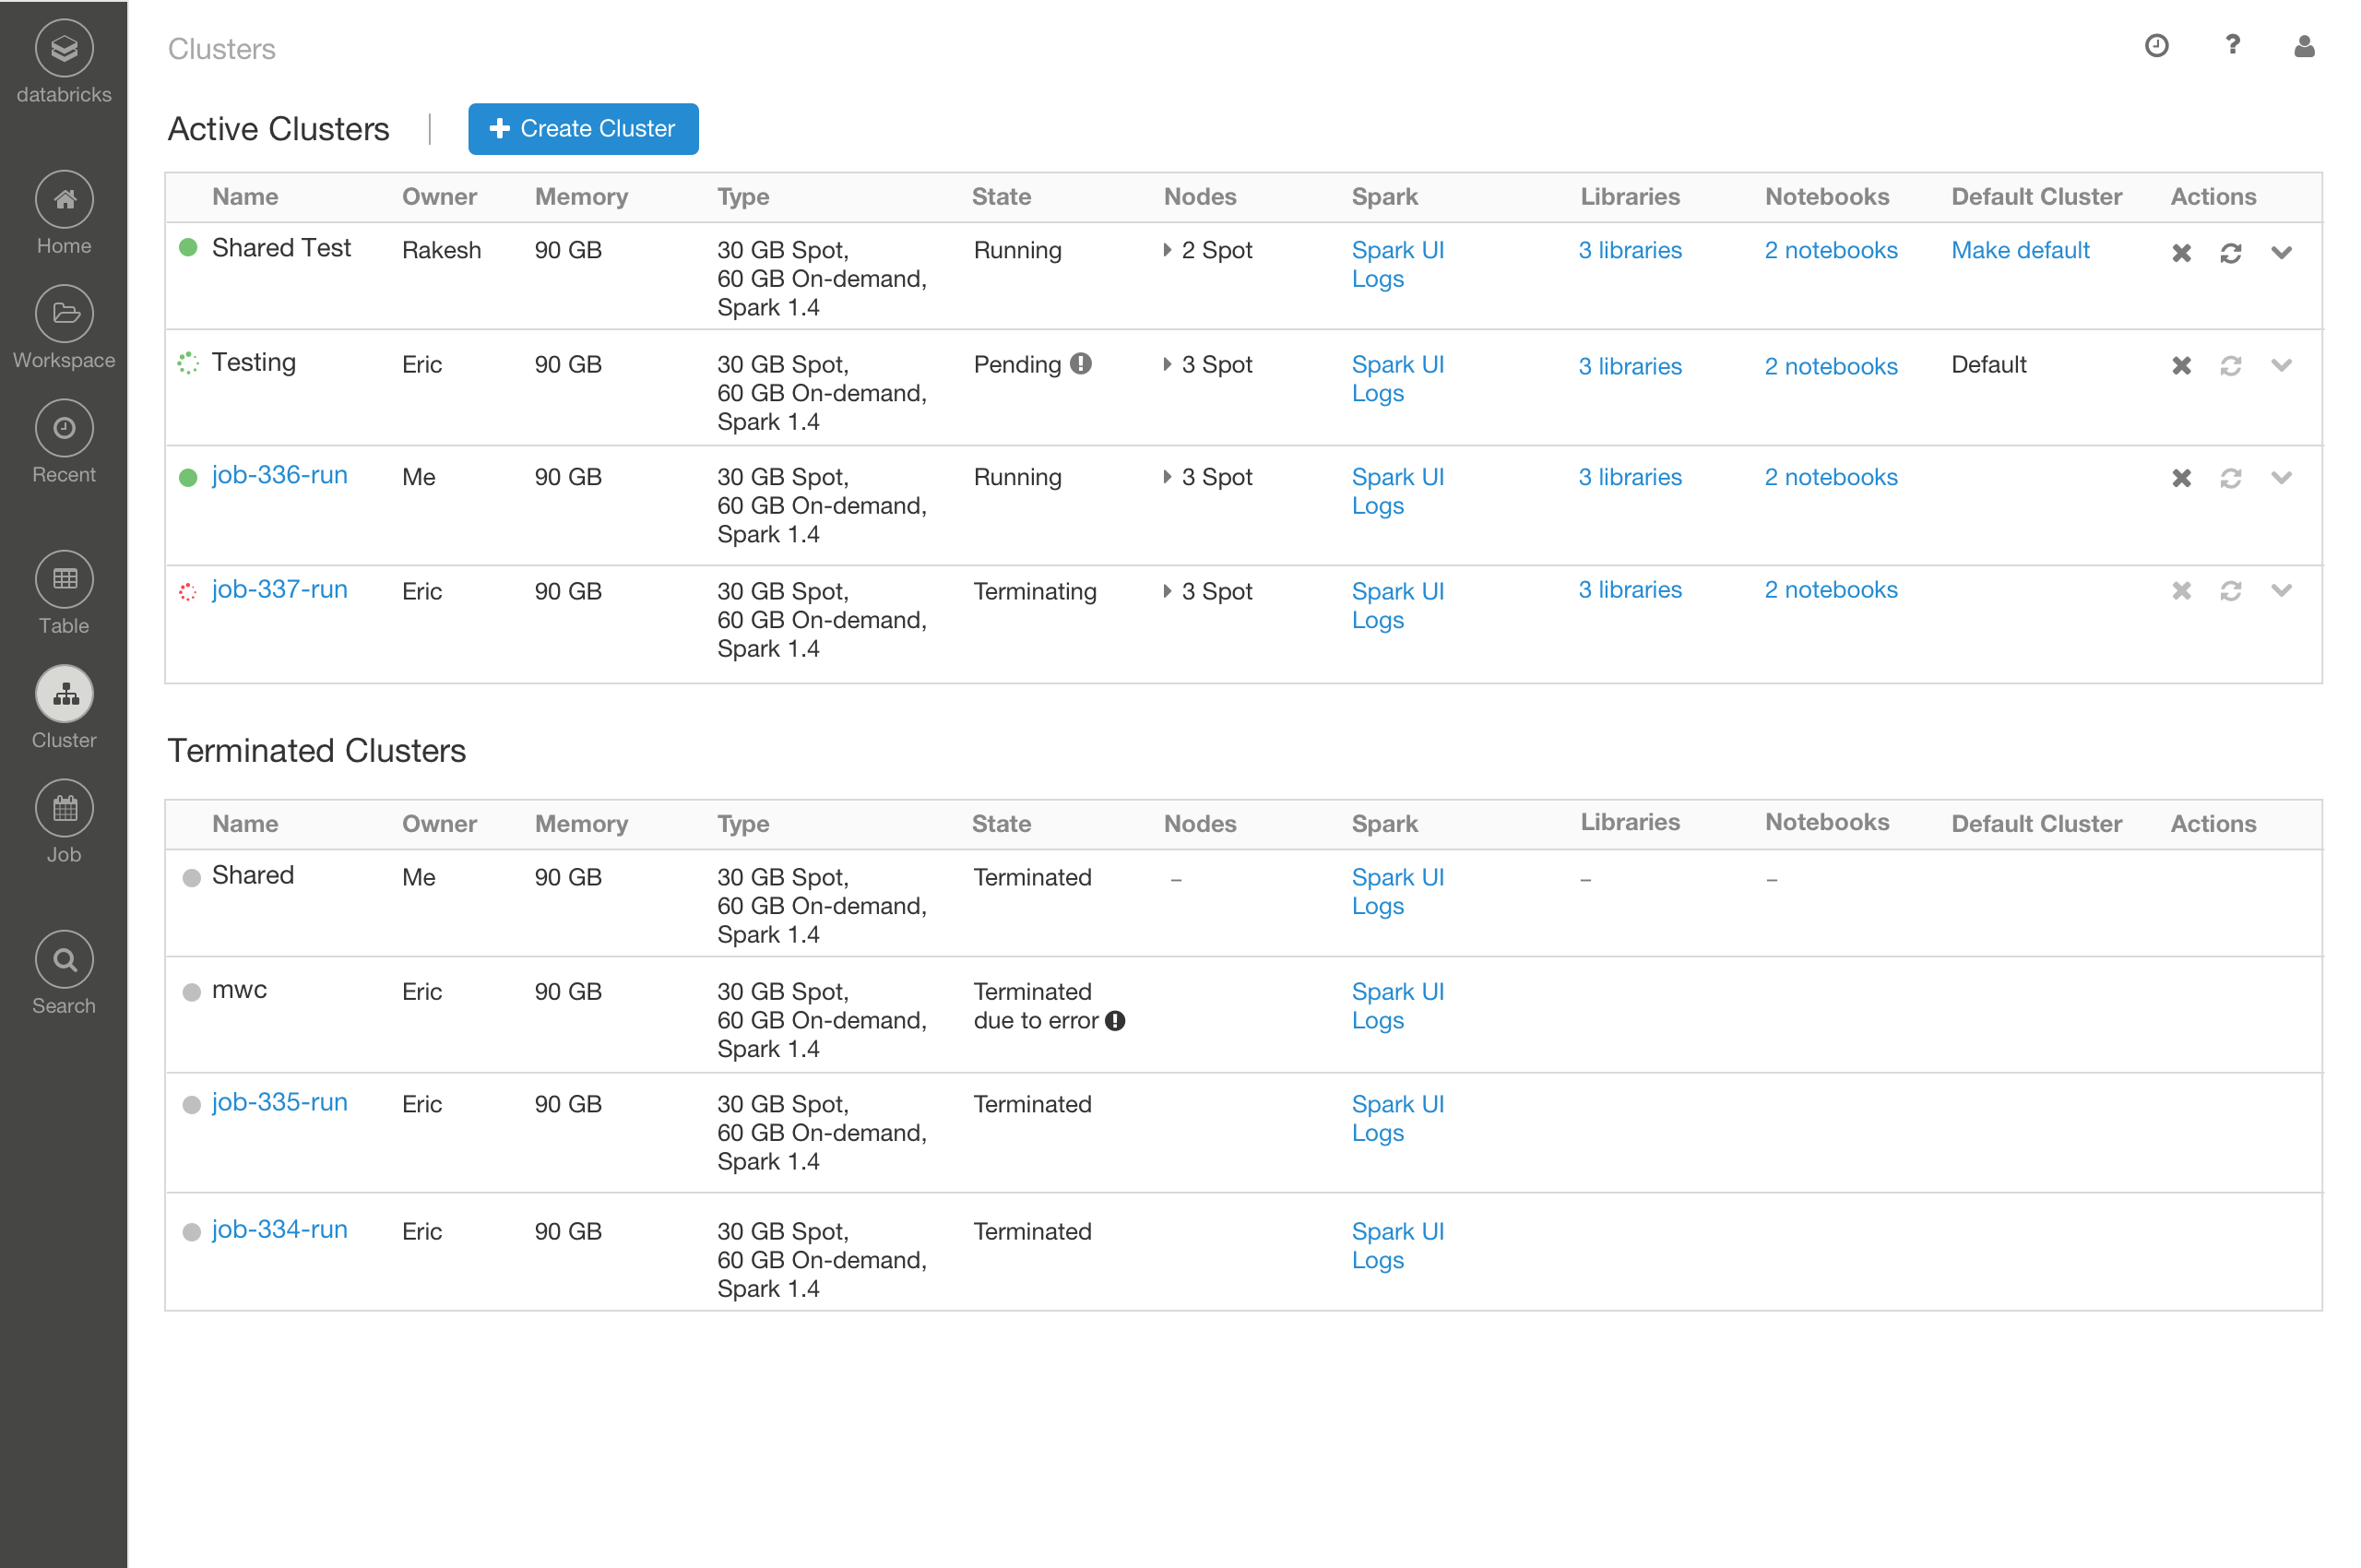 databricks
Home
Workspace
Recent
Table
Cluster
Job
Search
Clusters
?
Active Clusters
Create Cluster
Name Owner Memory Type State Nodes Spark Libraries Notebooks Default Cluster Actions
Shared Test Rakesh 90 GB 30 GB Spot, Running 2 Spot Spark UI 3 libraries 2 notebooks Make default
60 GB On-demand, Logs
Spark 1.4
Testing Eric 90 GB 30 GB Spot, Pending 3 Spot Spark UI 3 libraries 2 notebooks Default
60 GB On-demand, Logs
Spark 1.4
job-336-run Me 90 GB 30 GB Spot, Running 3 Spot Spark UI 3 libraries 2 notebooks
60 GB On-demand, Logs
Spark 1.4
job-337-run Eric 90 GB 30 GB Spot, Terminating 3 Spot Spark UI 3 libraries 2 notebooks
60 GB On-demand, Logs
Spark 1.4
Terminated Clusters
Name Owner Memory Type State Nodes Spark Libraries Notebooks Default Cluster Actions
Shared Me 90 GB 30 GB Spot, Terminated – Spark UI – –
60 GB On-demand, Logs
Spark 1.4
mwc Eric 90 GB 30 GB Spot, Terminated Spark UI
60 GB On-demand, due to error Logs
Spark 1.4
job-335-run Eric 90 GB 30 GB Spot, Terminated Spark UI
60 GB On-demand, Logs
Spark 1.4
job-334-run Eric 90 GB 30 GB Spot, Terminated Spark UI
60 GB On-demand, Logs
Spark 1.4